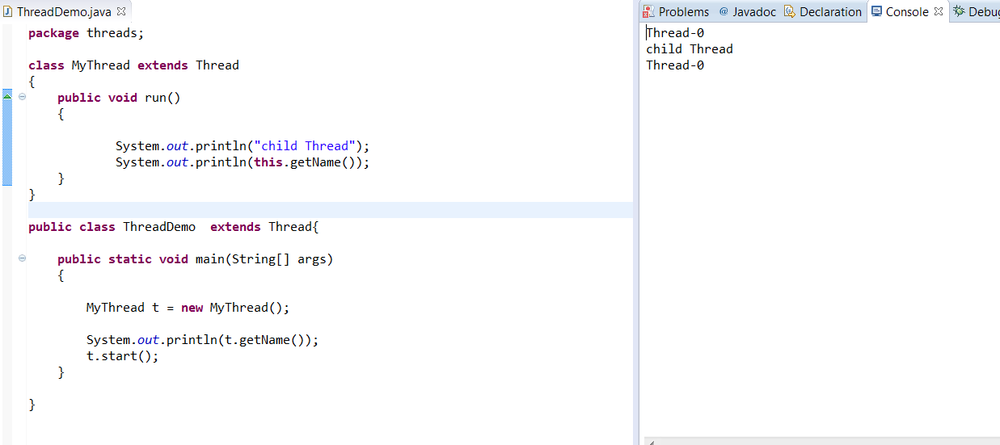 ThreadDemo.java
package threads;
class MyThread extends Thread
{
public void run()
{
System.out.println("child Thread");
System.out.println(this.getName());
}
}
public class ThreadDemo  extends Thread{
public static void main(String[] args)
{
MyThread t = new MyThread();
System.out.println(t.getName());
t.start();
}
}
Problems @ Javadoc Declaration Console Debug
Thread-0
child Thread
Thread-0